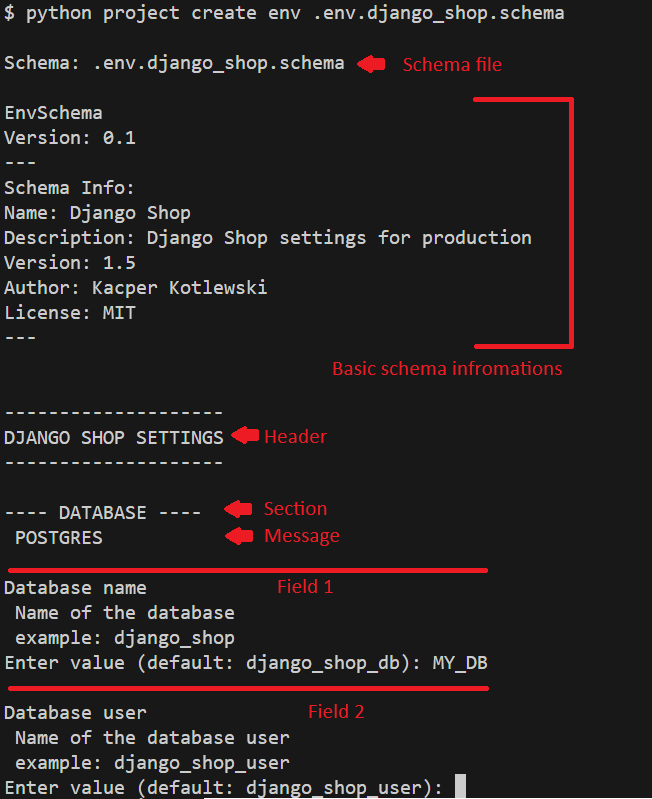 $ python project create env .env.django_shop.schema
Schema: .env.django_shop.schema Schema file
EnvSchema
Version: 0.1
---
Schema Info:
Name: Django Shop
Description: Django Shop settings for production
Version: 1.5
Author: Kacper Kotlewski
License: MIT
---
Basic schema infromations
--------------------
DJANGO SHOP SETTINGS Header
--------------------
---- DATABASE ---- Section
POSTGRES Message
Database name Field 1
Name of the database
example: django_shop
Enter value (default: django_shop_db): MY_DB
Database user Field 2
Name of the database user
example: django_shop_user
Enter value (default: django_shop_user):